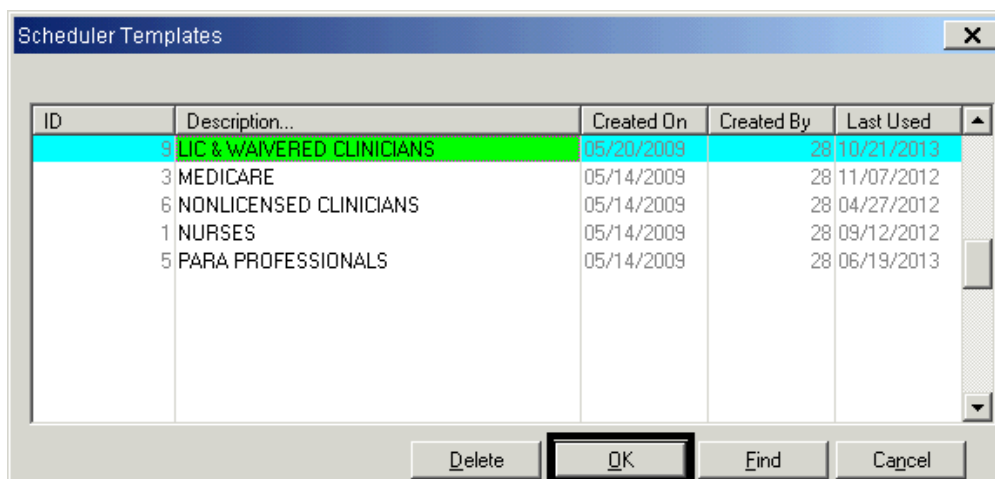 Scheduler Templates
ID Description... Created On Created By Last Used
9 LIC & WAIVERED CLINICIANS 05/20/2009 28 10/21/2013
3 MEDICARE 05/14/2009 28 11/07/2012
6 NONLICENSED CLINICIANS 05/14/2009 28 04/27/2012
1 NURSES 05/14/2009 28 09/12/2012
5 PARA PROFESSIONALS 05/14/2009 28 06/19/2013
Delete OK Find Cancel